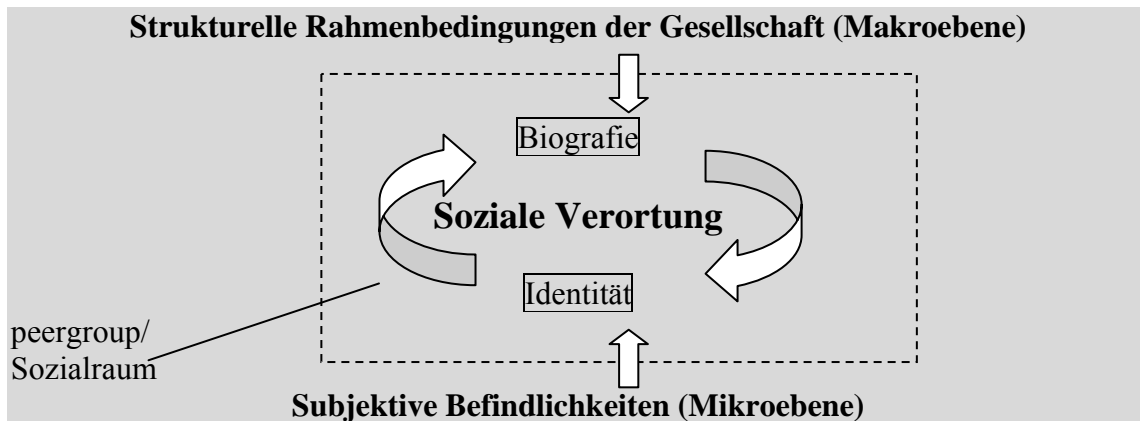 Strukturelle Rahmenbedingungen der Gesellschaft (Makroebene)
Biografie
Soziale Verortung
Identität
peergroup/
Sozialraum
Subjektive Befindlichkeiten (Mikroebene)